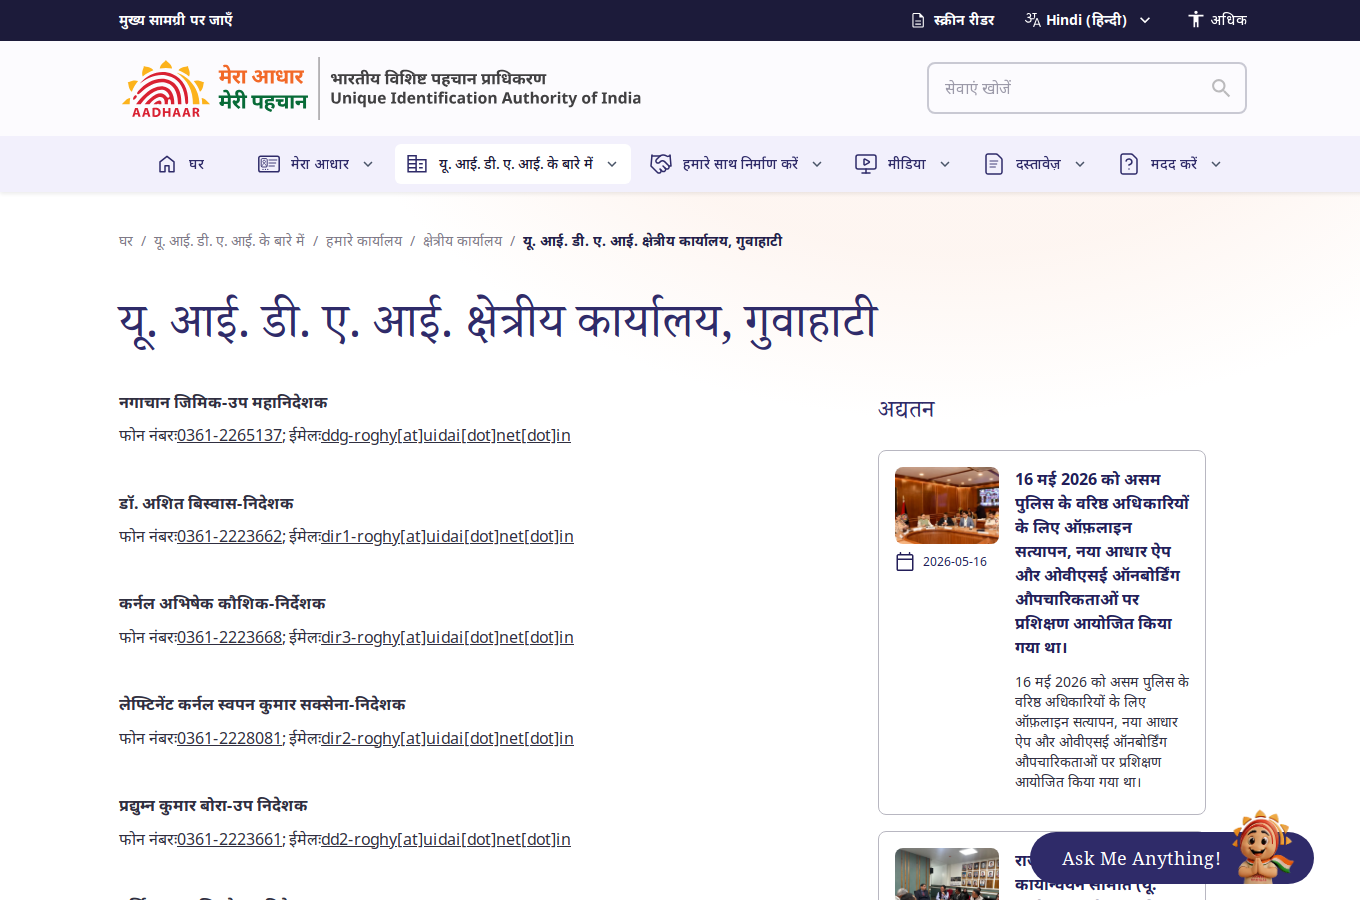 मुख्य सामग्री पर जाएँ
स्क्रीन रीडर
Hindi (हिन्दी)
अधिक
AADHAAR
मेरा आधार
मेरी पहचान
भारतीय विशिष्ट पहचान प्राधिकरण
Unique Identification Authority of India
सेवाएं खोजें
घर
मेरा आधार
यू. आई. डी. ए. आई. के बारे में
हमारे साथ निर्माण करें
मीडिया
दस्तावेज़
मदद करें
घर / यू. आई. डी. ए. आई. के बारे में / हमारे कार्यालय / क्षेत्रीय कार्यालय / यू. आई. डी. ए. आई. क्षेत्रीय कार्यालय, गुवाहाटी
यू. आई. डी. ए. आई. क्षेत्रीय कार्यालय, गुवाहाटी
नगाचान जिमिक-उप महानिदेशक
फोन नंबरः0361-2265137; ईमेलःddg-roghy[at]uidai[dot]net[dot]in
डॉ. अशित बिस्वास-निदेशक
फोन नंबरः0361-2223662; ईमेलःdir1-roghy[at]uidai[dot]net[dot]in
कर्नल अभिषेक कौशिक-निर्देशक
फोन नंबरः0361-2223668; ईमेलःdir3-roghy[at]uidai[dot]net[dot]in
लेफ्टिनेंट कर्नल स्वपन कुमार सक्सेना-निदेशक
फोन नंबरः0361-2228081; ईमेलःdir2-roghy[at]uidai[dot]net[dot]in
प्रद्युम्न कुमार बोरा-उप निदेशक
फोन नंबरः0361-2223661; ईमेलःdd2-roghy[at]uidai[dot]net[dot]in
अद्यतन
2026-05-16
16 मई 2026 को असम
पुलिस के वरिष्ठ अधिकारियों
के लिए ऑफ़लाइन
सत्यापन, नया आधार ऐप
और ओवीएसई ऑनबोर्डिंग
औपचारिकताओं पर
प्रशिक्षण आयोजित किया
गया था।
16 मई 2026 को असम पुलिस के
वरिष्ठ अधिकारियों के लिए
ऑफ़लाइन सत्यापन, नया आधार
ऐप और ओवीएसई ऑनबोर्डिंग
औपचारिकताओं पर प्रशिक्षण
आयोजित किया गया था।
Ask Me Anything!